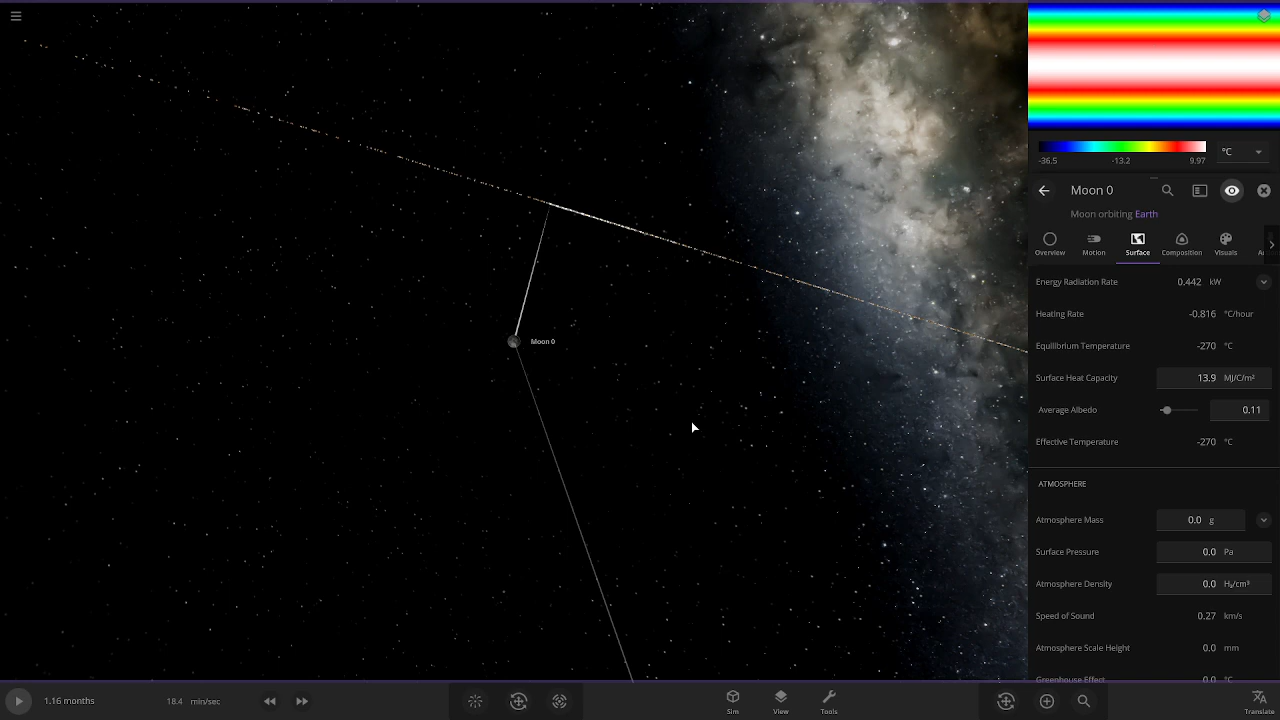 °C
-36.5 -13.2 9.97
Moon 0
Moon orbiting Earth
Overview Motion Surface Composition Visuals
Energy Radiation Rate 0.442 kW
Heating Rate -0.816 °C/hour
Equilibrium Temperature -270 °C
Moon 0
Surface Heat Capacity 13.9 MJ/C/m²
Average Albedo 0.11
Effective Temperature -270 °C
ATMOSPHERE
Atmosphere Mass 0.0 g
Surface Pressure 0.0 Pa
Atmosphere Density 0.0
Speed of Sound 0.27 km/s
Atmosphere Scale Height 0.0 mm
Greenhouse Effect 0.0 °C
1.16 months 18.4 min/sec
Sim View Tools Translate